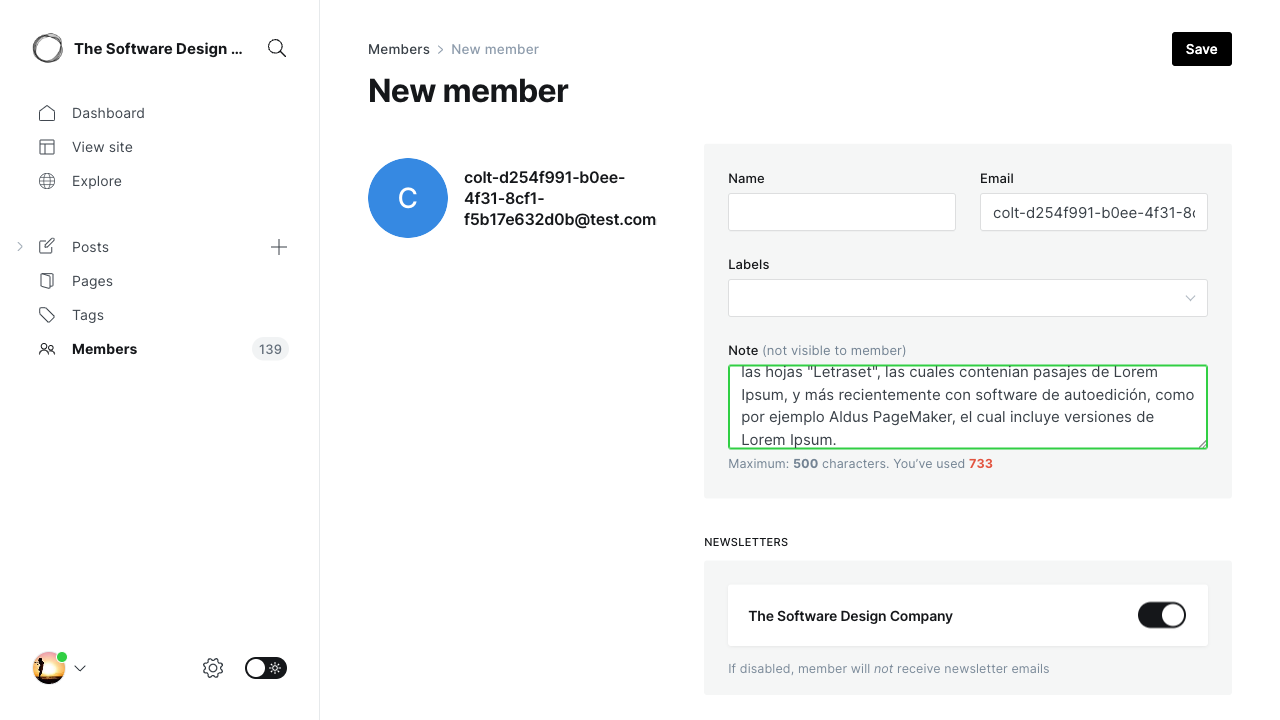 The Software Design ...
Dashboard
View site
Explore
Posts
Pages
Tags
Members
139
Members > New member
Save
New member
C
colt-d254f991-b0ee-
4f31-8cf1-
f5b17e632d0b@test.com
Name
Email
colt-d254f991-b0ee-4f31-8c
Labels
Note (not visible to member)
las hojas "Letraset", las cuales contenian pasajes de Lorem
Ipsum, y más recientemente con software de autoedición, como
por ejemplo Aldus PageMaker, el cual incluye versiones de
Lorem Ipsum.
Maximum: 500 characters. You’ve used 733
NEWSLETTERS
The Software Design Company
If disabled, member will not receive newsletter emails